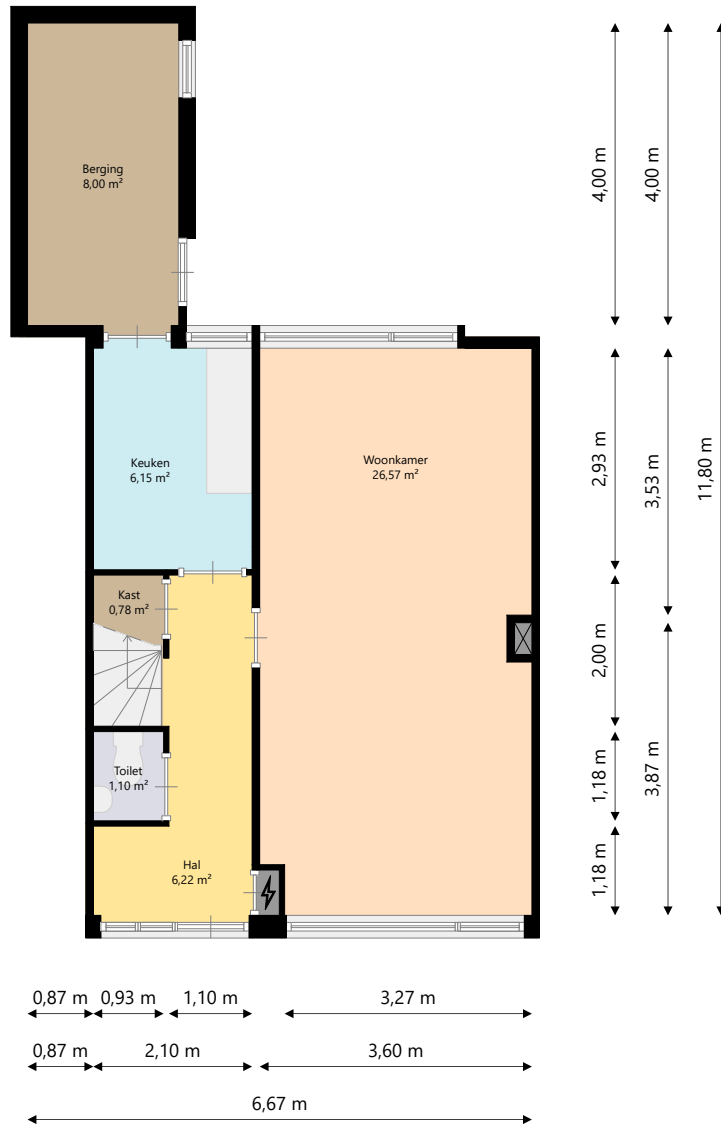 Berging
8,00 m²
4,00 m
4,00 m
Keuken
6,15 m²
Woonkamer
26,57 m²
2,93 m
3,53 m
11,80 m
Kast
0,78 m²
2,00 m
Toilet
1,10 m²
1,18 m
3,87 m
Hal
6,22 m²
1,18 m
0,87 m 0,93 m 1,10 m 3,27 m
0,87 m 2,10 m 3,60 m
6,67 m